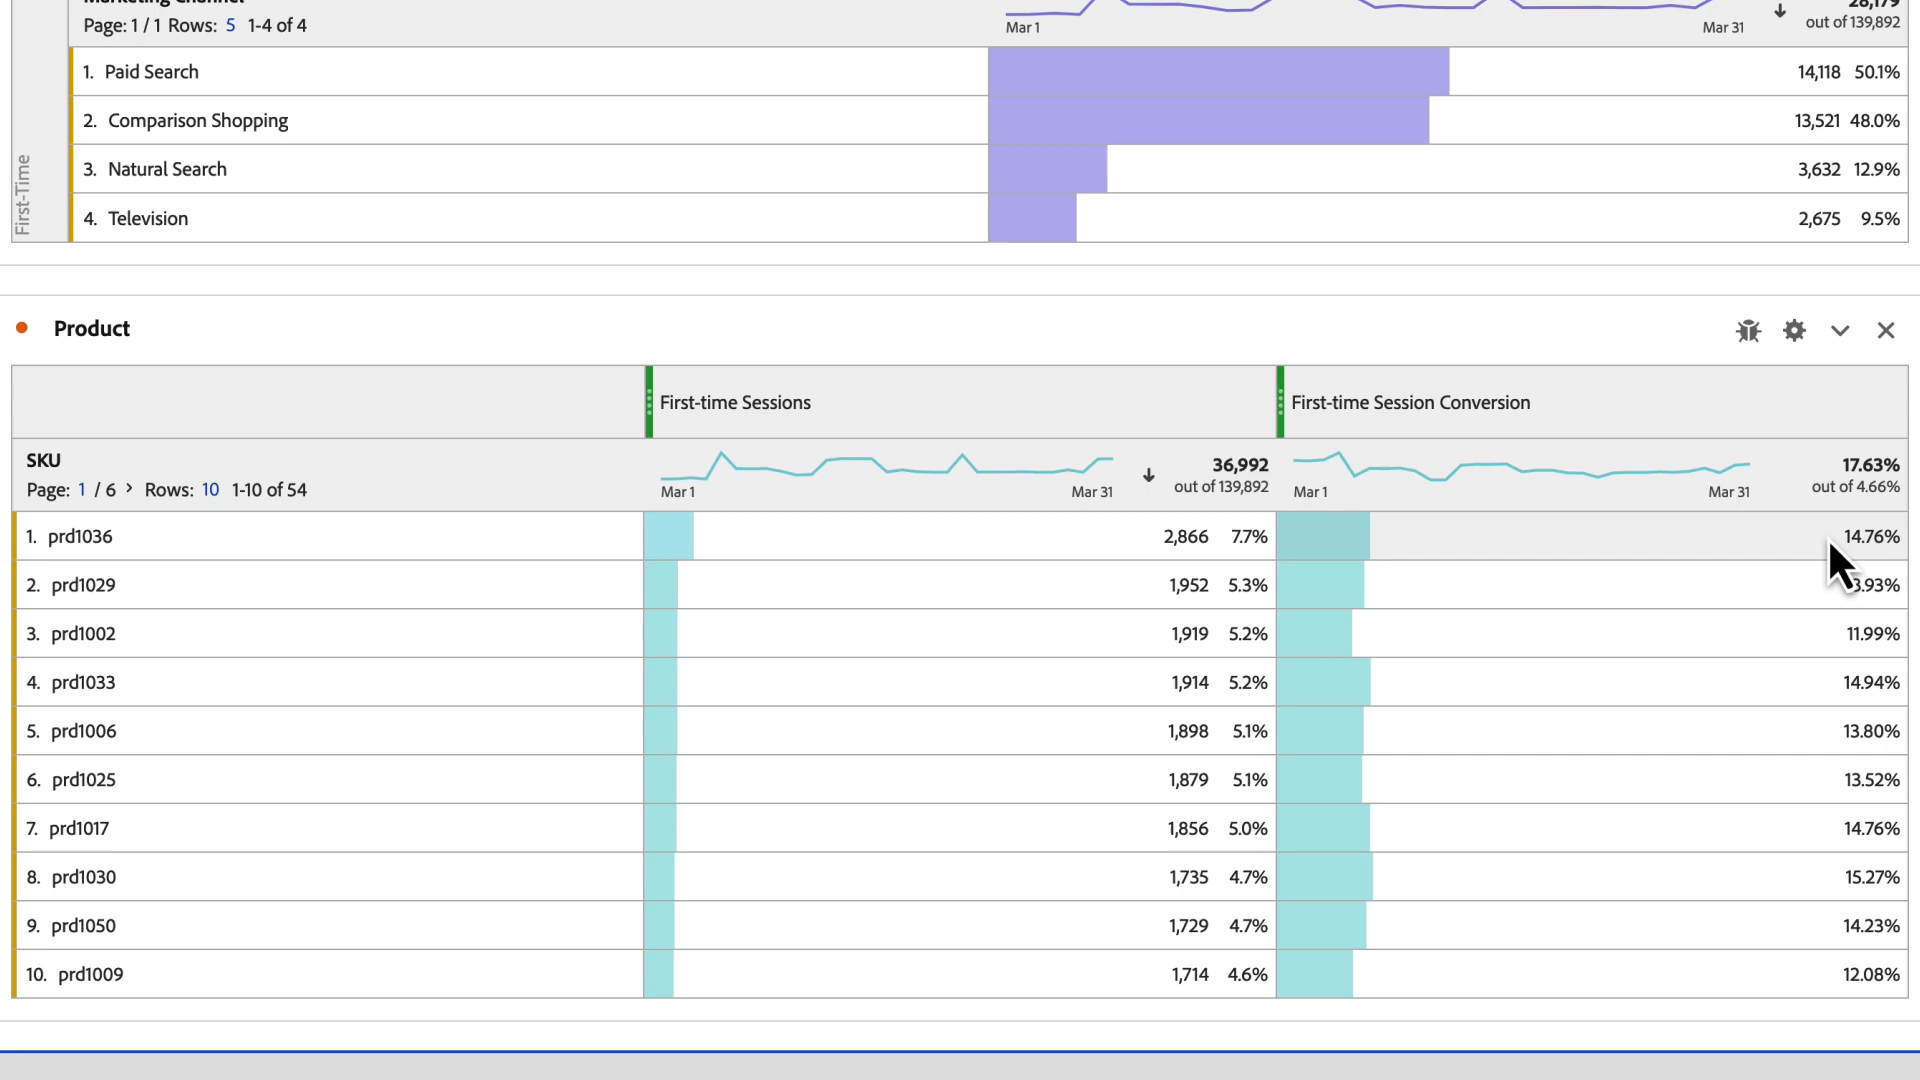 Marketing Channel
Page: 1 / 1 Rows: 5 1-4 of 4
Mar 1
Mar 31
28,179
out of 139,892
First-Time
1. Paid Search 14,118 50.1%
2. Comparison Shopping 13,521 48.0%
3. Natural Search 3,632 12.9%
4. Television 2,675 9.5%
Product
First-time Sessions
First-time Session Conversion
SKU
Page: 1 / 6 > Rows: 10 1-10 of 54
Mar 1
Mar 31
36,992
out of 139,892
Mar 1
Mar 31
17.63%
out of 4.66%
1. prd1036 2,866 7.7% 14.76%
2. prd1029 1,952 5.3% .93%
3. prd1002 1,919 5.2% 11.99%
4. prd1033 1,914 5.2% 14.94%
5. prd1006 1,898 5.1% 13.80%
6. prd1025 1,879 5.1% 13.52%
7. prd1017 1,856 5.0% 14.76%
8. prd1030 1,735 4.7% 15.27%
9. prd1050 1,729 4.7% 14.23%
10. prd1009 1,714 4.6% 12.08%